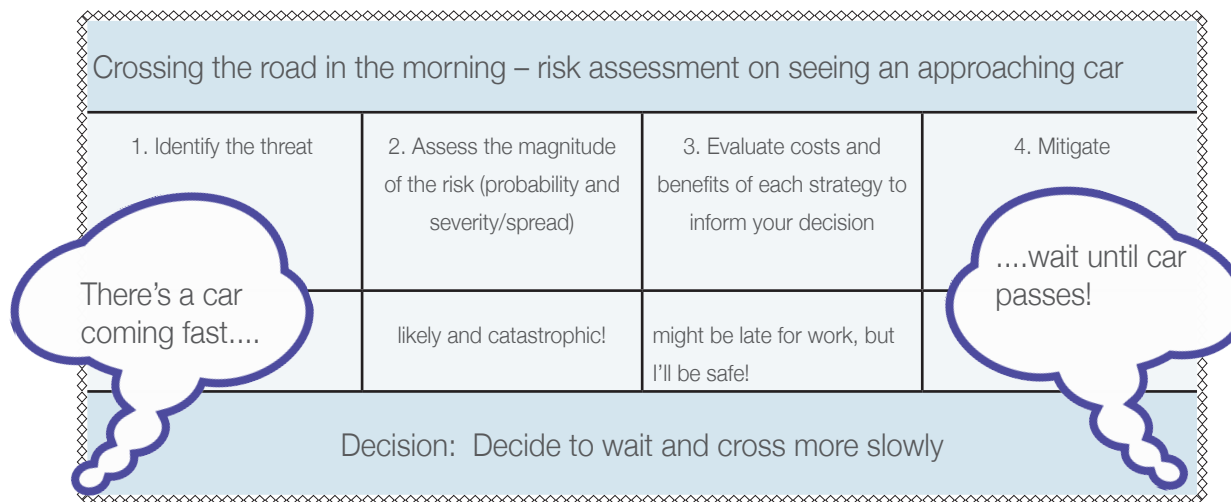 Crossing the road in the morning – risk assessment on seeing an approaching car
1. Identify the threat
2. Assess the magnitude
of the risk (probability and
severity/spread)
3. Evaluate costs and
benefits of each strategy to
inform your decision
4. Mitigate
There’s a car
coming fast....
likely and catastrophic!
might be late for work, but
I’ll be safe!
....wait until car
passes!
Decision:  Decide to wait and cross more slowly